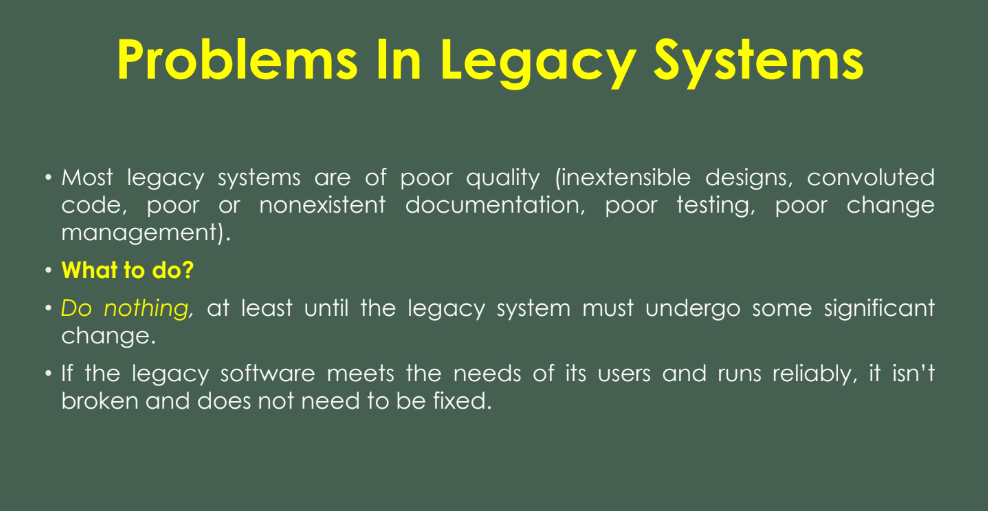 Problems In Legacy Systems
• Most legacy systems are of poor quality (inextensible designs, convoluted
code, poor or nonexistent documentation, poor testing, poor change
management).
• What to do?
• Do nothing, at least until the legacy system must undergo some significant
change.
• If the legacy software meets the needs of its users and runs reliably, it isn’t
broken and does not need to be fixed.